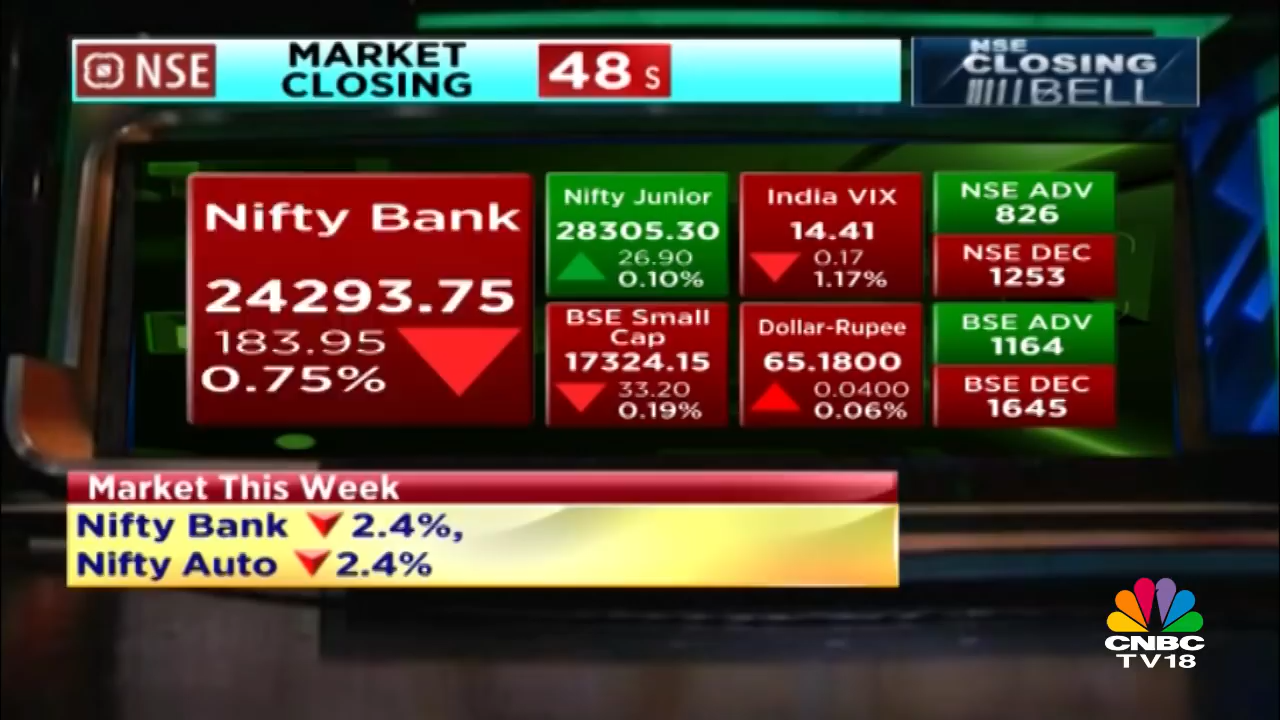 NSE
MARKET
CLOSING
48 S
NSE
CLOSING
BELL
Nifty Bank
24293.75
183.95
0.75%
Nifty Junior
28305.30
26.90
0.10%
India VIX
14.41
0.17
1.17%
NSE ADV
826
NSE DEC
1253
BSE Small
Cap
17324.15
33.20
0.19%
Dollar-Rupee
65.1800
0.0400
0.06%
BSE ADV
1164
BSE DEC
1645
Market This Week
Nifty Bank 2.4%,
Nifty Auto 2.4%
CNBC
TV18